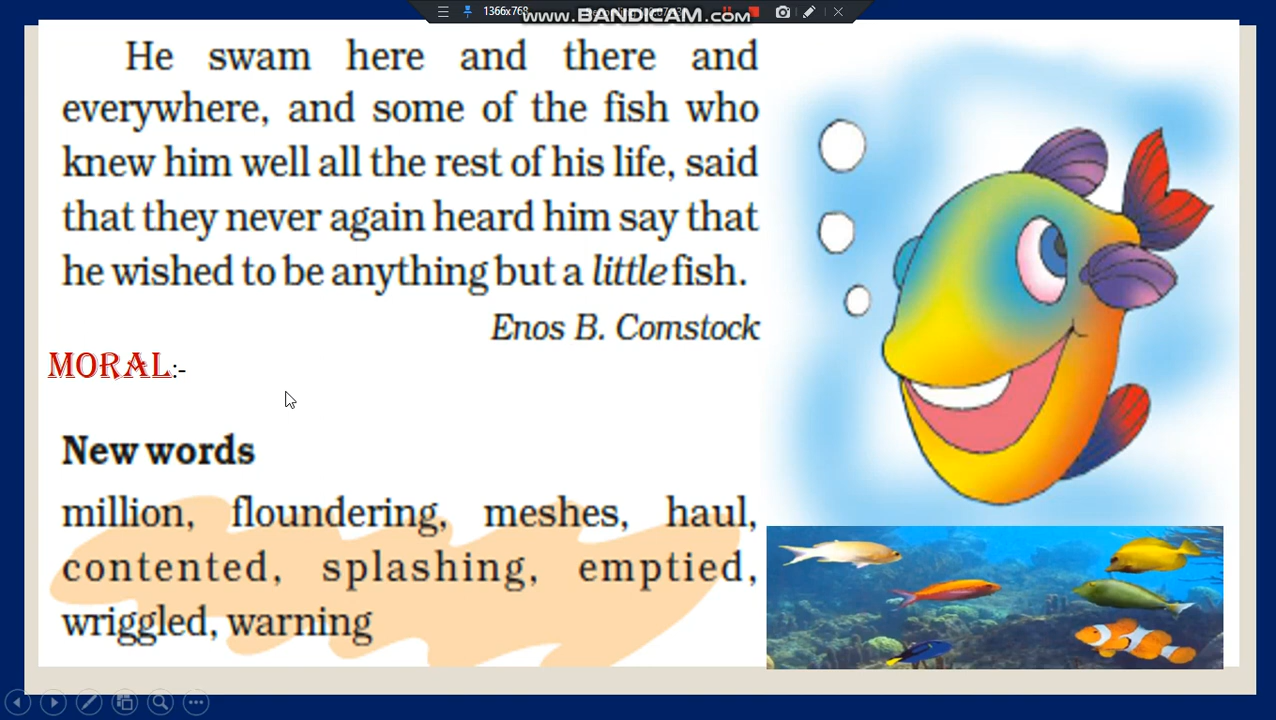 1366x768
www.BANDICAM.com
He swam here and there and
everywhere, and some of the fish who
knew him well all the rest of his life, said
that they never again heard him say that
he wished to be anything but a little fish.
Enos B. Comstock
MORAL:-
New words
million, floundering, meshes, haul,
contented, splashing, emptied,
wriggled, warning